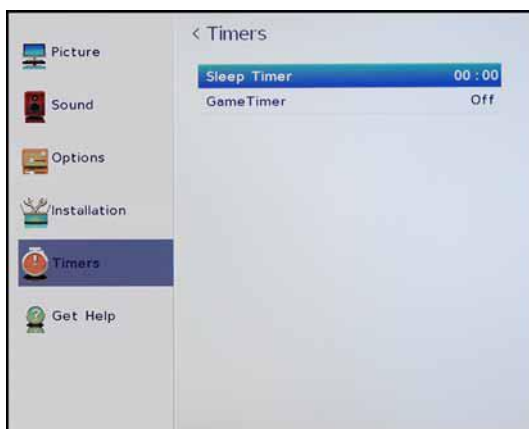 < Timers
Picture
Sound
Options
Installation
Timers
Get Help
Sleep Timer 00:00
GameTimer Off